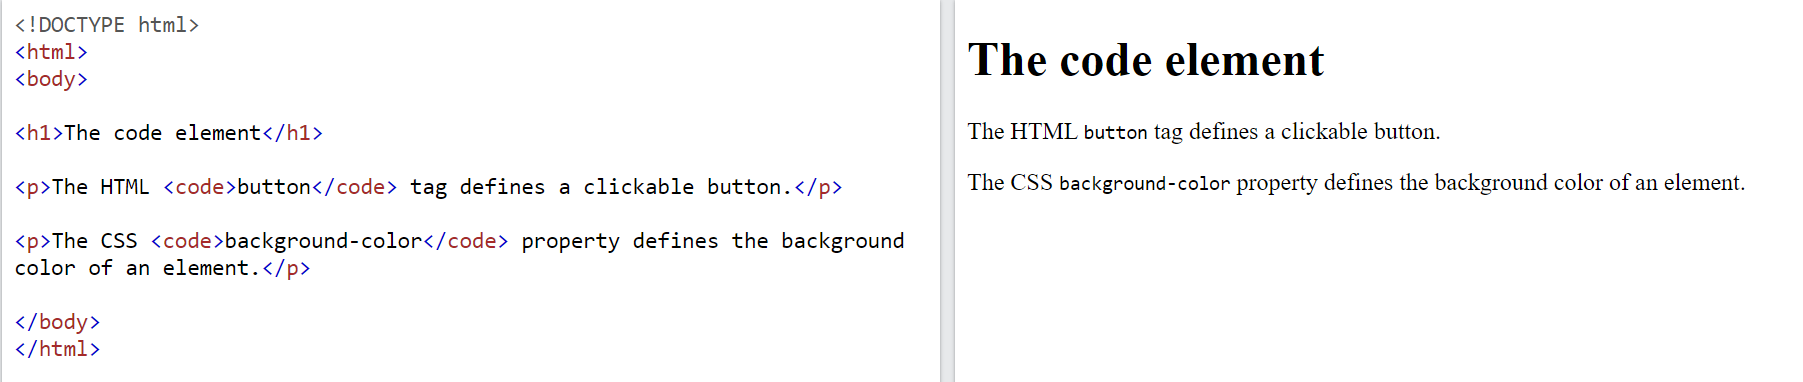 <!DOCTYPE html>
<html>
<body>
<h1>The code element</h1>
<p>The HTML <code>button</code> tag defines a clickable button.</p>
<p>The CSS <code>background-color</code> property defines the background
color of an element.</p>
</body>
</html>
The code element
The HTML button tag defines a clickable button.
The CSS background-color property defines the background color of an element.